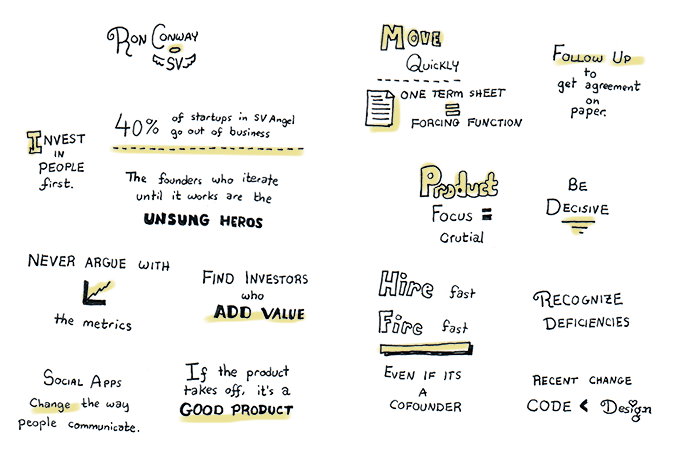 RON CONWAY
SV
INVEST
IN
PEOPLE
first.
40% of startups in SV Angel
go out of business
The founders who iterate
until it works are the
UNSUNG HEROS
NEVER ARGUE WITH
the metrics
FIND INVESTORS
who
ADD VALUE
SOCIAL APPS
Change the way
people communicate.
If the product
takes off, it's a
GOOD PRODUCT
MOVE
QUICKLY
ONE TERM SHEET
=
FORCING FUNCTION
FOLLOW UP
to
get agreement
on
paper.
Product
FOCUS =
Crutial
BE
DECISIVE
Hire fast
Fire fast
EVEN IF ITS
A
COFOUNDER
RECOGNIZE
DEFICIENCIES
RECENT CHANGE
CODE < Design